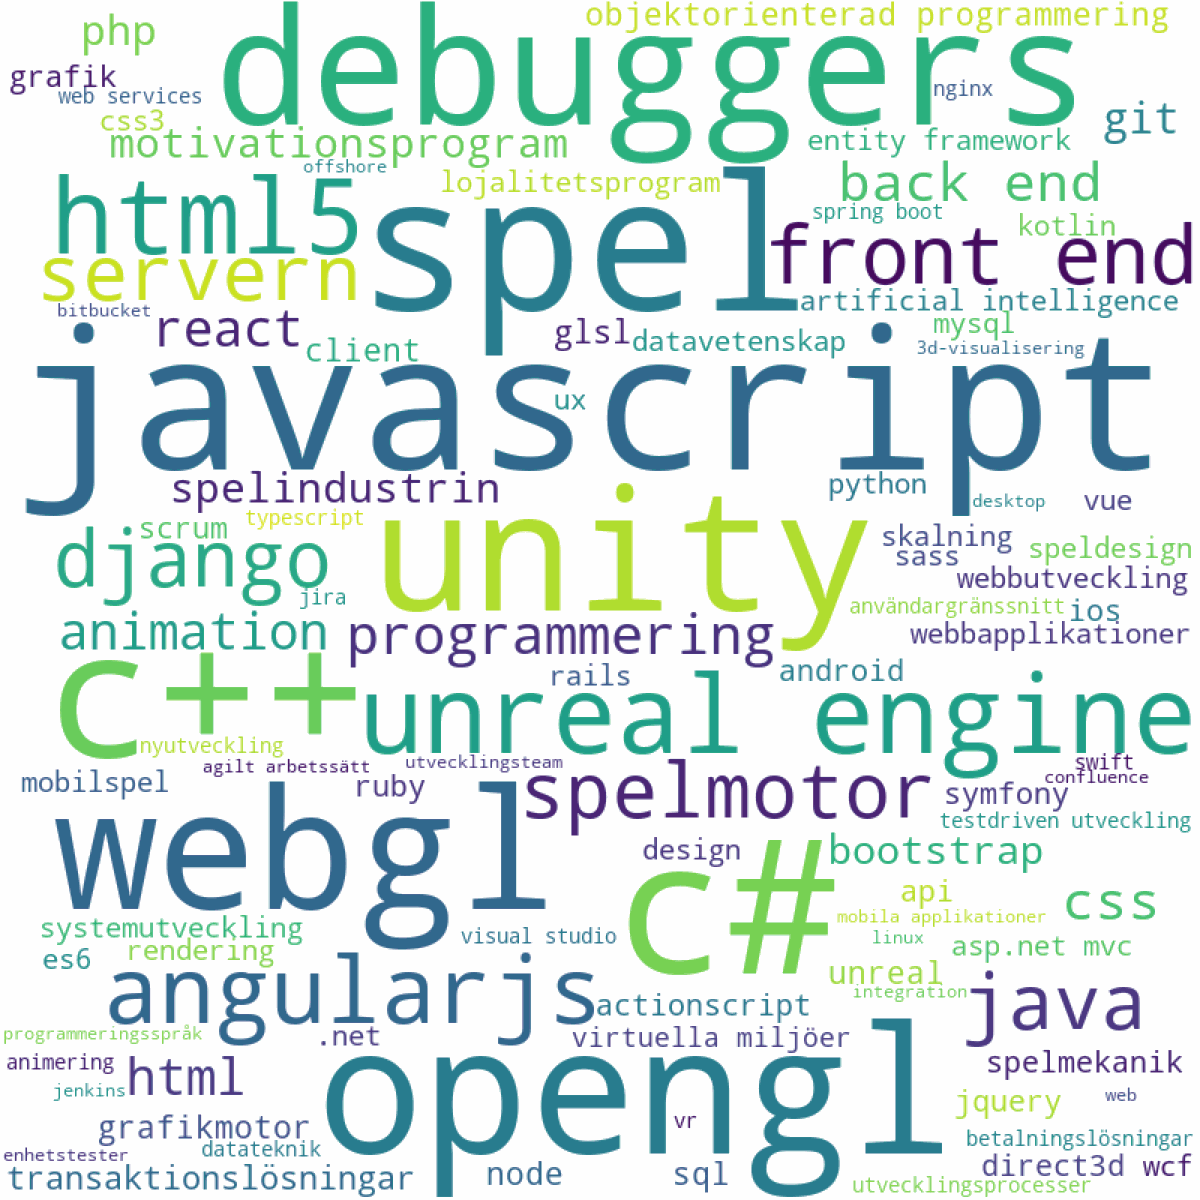 objektorienterad programmering
php
debuggers
grafik
web services
nginx
css3
git
motivationsprogram
entity framework
offshore
lojalitetsprogram
back end
html5
spel
spring boot
kotlin
front end
servern
artificial intelligence
bitbucket
react
glsl
datavetenskap
mysql
client
3d-visualisering
javascript
ux
spelindustrin
python
desktop
vue
scrum
typescript
unity
skalning
sass
speldesign
django
webbutveckling
jira
användargränssnitt
ios
animation
programmering
webbapplikationer
rails
android
c++
unreal engine
nyutveckling
agilt arbetssätt
utvecklingsteam
swift
confluence
mobilspel
ruby
spelmotor
symfony
testdriven utveckling
webgl
design
c#
bootstrap
api
css
mobila applikationer
systemutveckling
visual studio
linux
asp.net mvc
rendering
es6
unreal
angularjs
integration
actionscript
java
programmeringsspråk
.net
virtuella miljöer
animering
html
opengl
spelmekanik
jenkins
jquery
web
grafikmotor
vr
betalningslösningar
enhetstester
datateknik
direct3d
wcf
transaktionslösningar
node
sql
utvecklingsprocesser